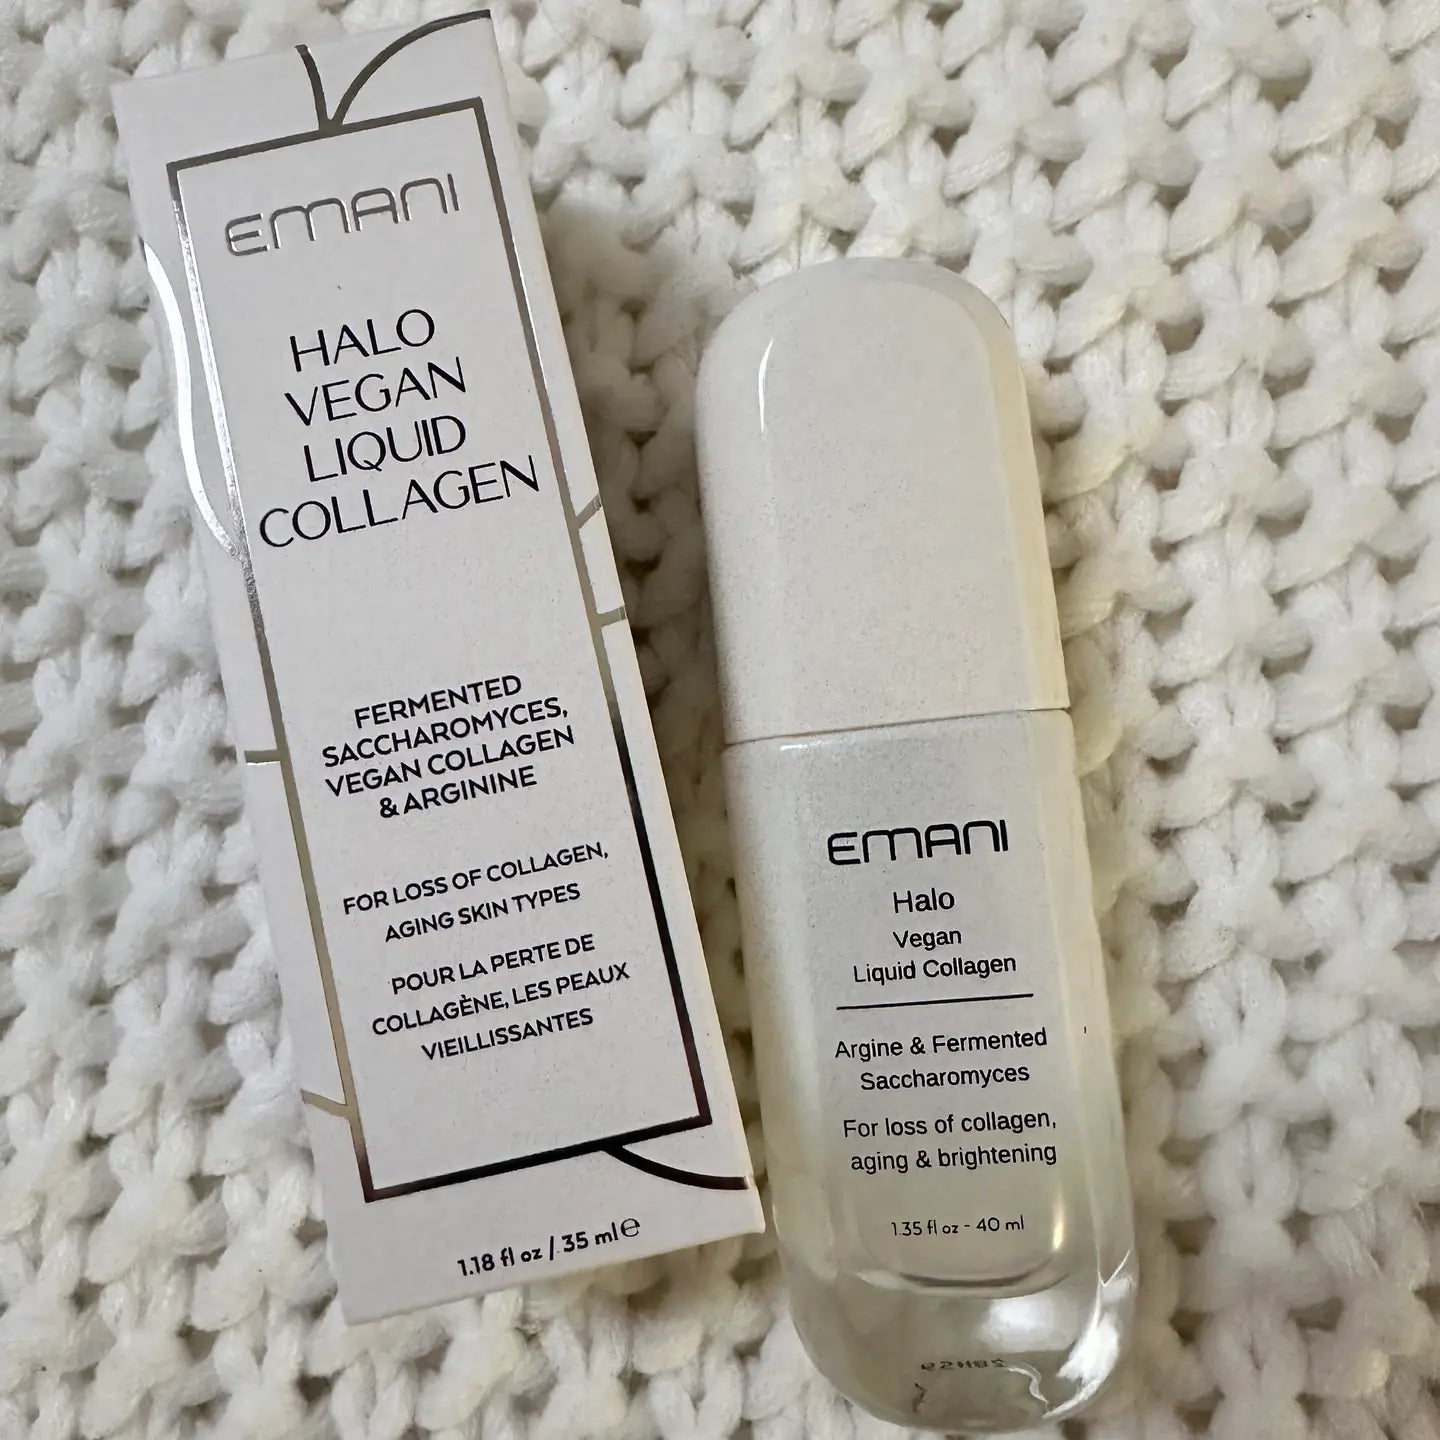 EMANI
HALO
VEGAN
LIQUID
COLLAGEN
FERMENTED
SACCHAROMYCES,
VEGAN COLLAGEN
& ARGININE
FOR LOSS OF COLLAGEN,
AGING SKIN TYPES
POUR LA PERTE DE
COLLAGÈNE, LES PEAUX
VIEILLISSANTES
1.18 fl oz / 35 ml ℮
EMANI
Halo
Vegan
Liquid Collagen
Argine & Fermented
Saccharomyces
For loss of collagen,
aging & brightening
1.35 fl oz - 40 ml